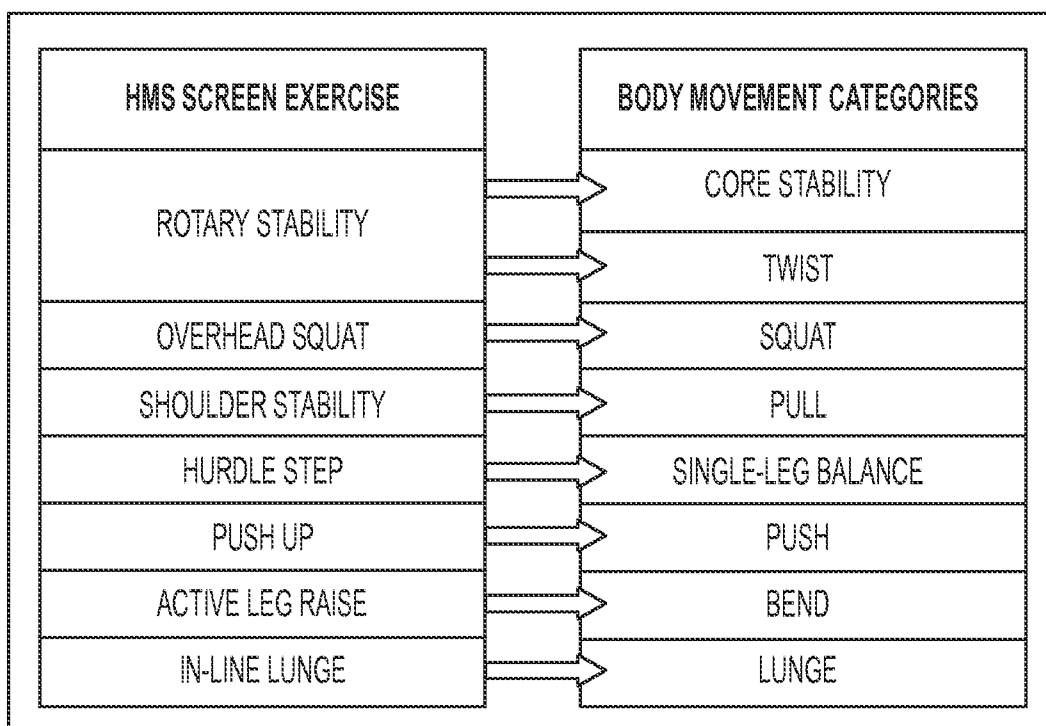 HMS SCREEN EXERCISE
ROTARY STABILITY
OVERHEAD SQUAT
SHOULDER STABILITY
HURDLE STEP
PUSH UP
ACTIVE LEG RAISE
IN-LINE LUNGE
BODY MOVEMENT CATEGORIES
CORE STABILITY
TWIST
SQUAT
PULL
SINGLE-LEG BALANCE
PUSH
BEND
LUNGE